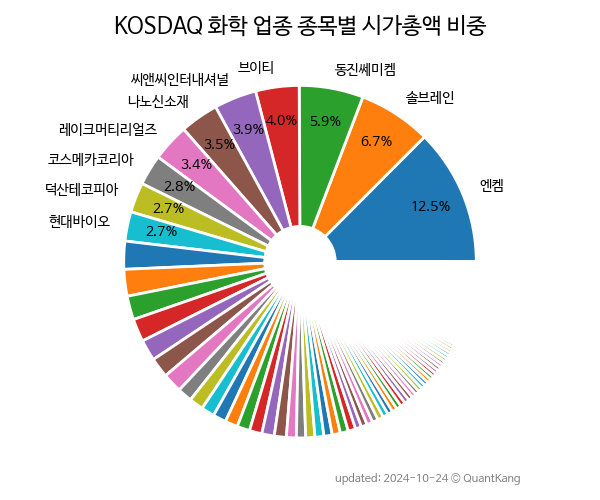 KOSDAQ 화학 업종 종목별 시가총액 비중
브이티
동진쎄미켐
씨앤씨인터내셔널
솔브레인
나노신소재
4.0%
5.9%
3.9%
레이크머티리얼즈
3.5%
6.7%
코스메카코리아
3.4%
엔켐
덕산테코피아
2.8%
12.5%
2.7%
현대바이오
2.7%
updated: 2024-10-24 © QuantKang